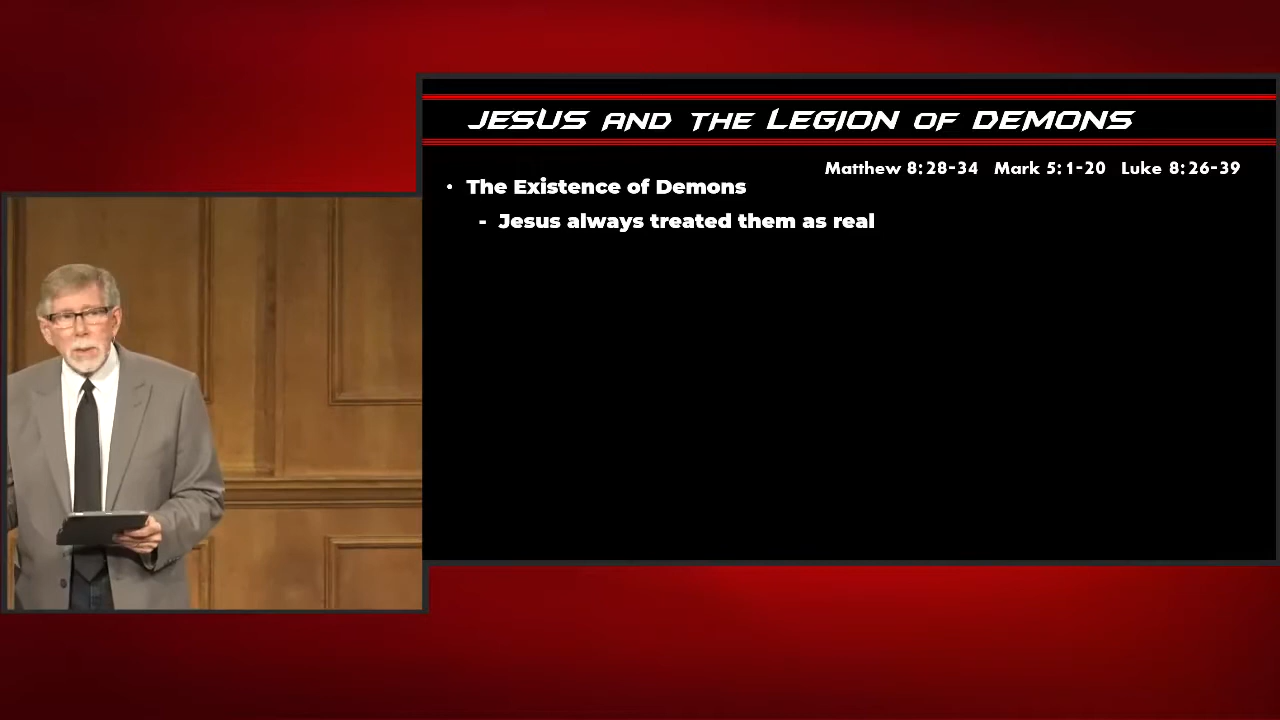 JESUS AND THE LEGION OF DEMONS
Matthew 8:28-34 Mark 5:1-20 Luke 8:26-39
• The Existence of Demons
- Jesus always treated them as real